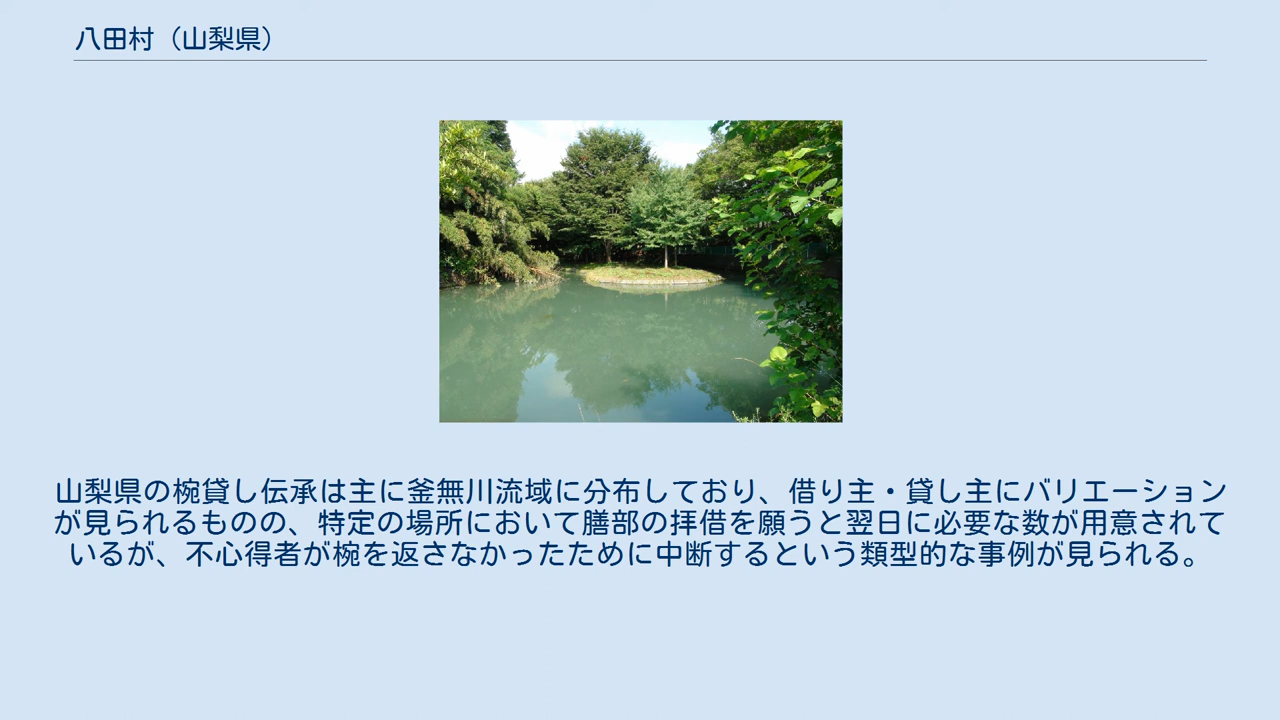 八田村（山梨県）
山梨県の椀貸し伝承は主に釜無川流域に分布しており、借り主・貸し主にバリエーション
が見られるものの、特定の場所において膳部の拝借を願うと翌日に必要な数が用意されて
いるが、不心得者が椀を返さなかったために中断するという類型的な事例が見られる。